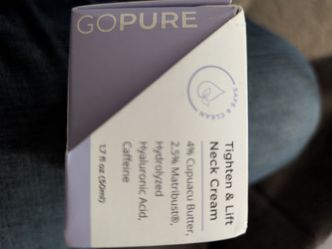 GOPURE
SAFE & CLEAN
Tighten & Lift
Neck Cream
4% Cupuacu Butter,
2.5% Matribust®,
Hydrolyzed
Hyaluronic Acid,
Caffeine
1.7 fl oz (50ml)